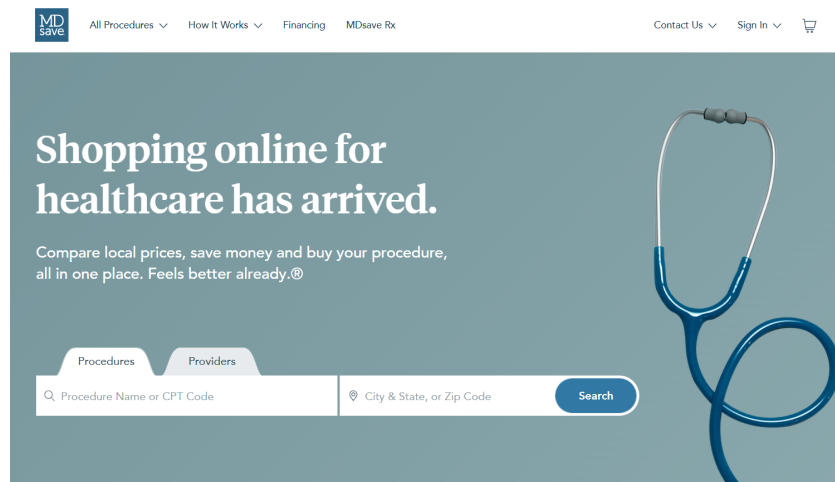 MD
save
All Procedures
How It Works
Financing
MDsave Rx
Contact Us
Sign In
Shopping online for
healthcare has arrived.
Compare local prices, save money and buy your procedure,
all in one place. Feels better already.®
Procedures
Providers
Procedure Name or CPT Code
City & State, or Zip Code
Search